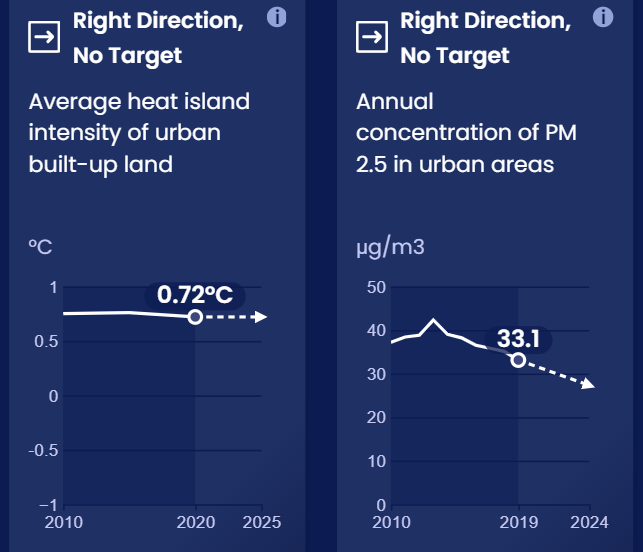 Right Direction,
No Target
Average heat island
intensity of urban
built-up land
°C
1
0.72°C
0.5
0
-0.5
−1
2010
2020
2025
Right Direction,
No Target
Annual
concentration of PM
2.5 in urban areas
µg/m3
50
40
33.1
30
20
10
0
2010
2019
2024